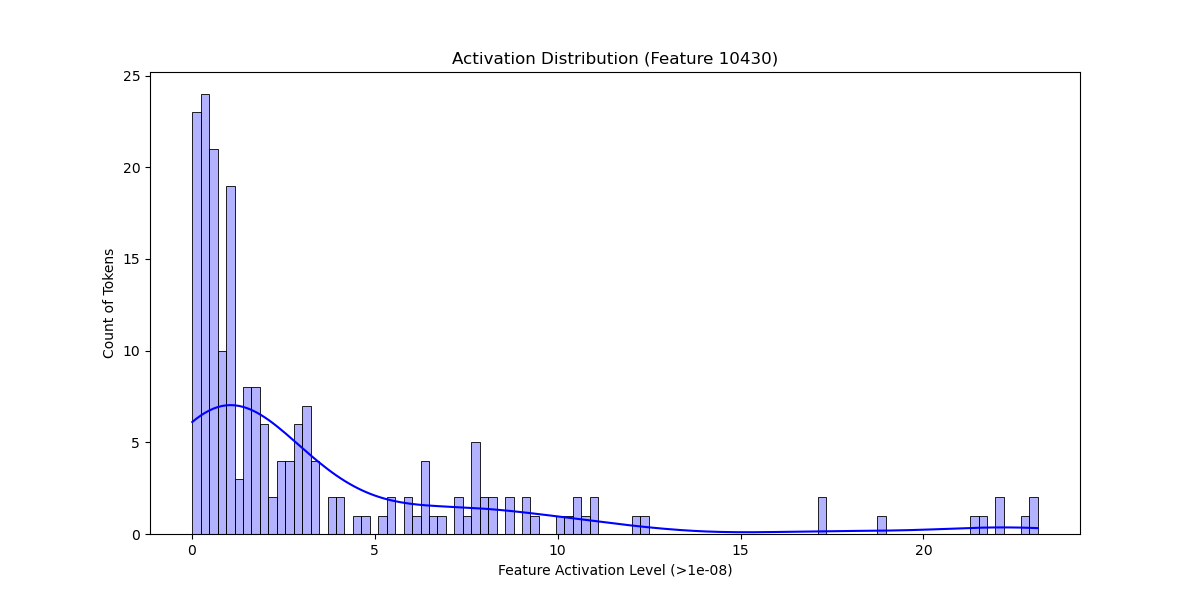 Activation Distribution (Feature 10430)
25
20
15
10
5
0
Count of Tokens
0 5 10 15 20
Feature Activation Level (>1e-08)